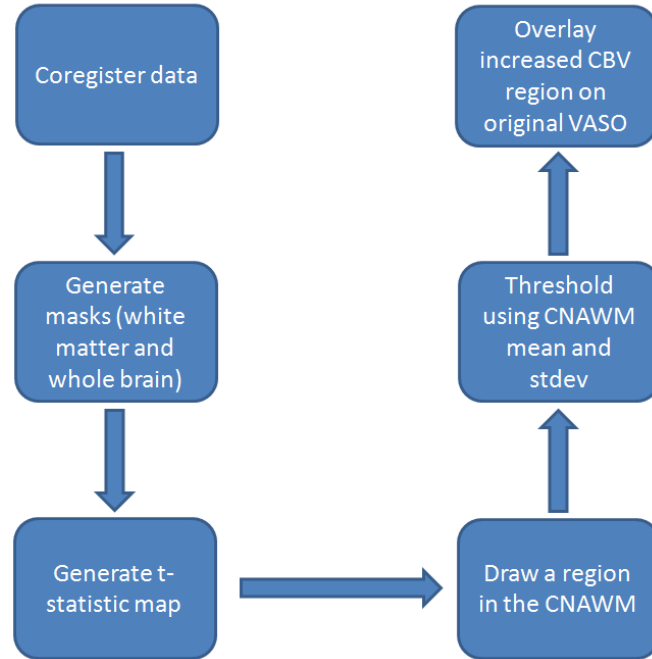 Coregister data
Generate
masks (white
matter and
whole brain)
Generate t-
statistic map
Draw a region
in the CNAWM
Threshold
using CNAWM
mean and
stdev
Overlay
increased CBV
region on
original VASO